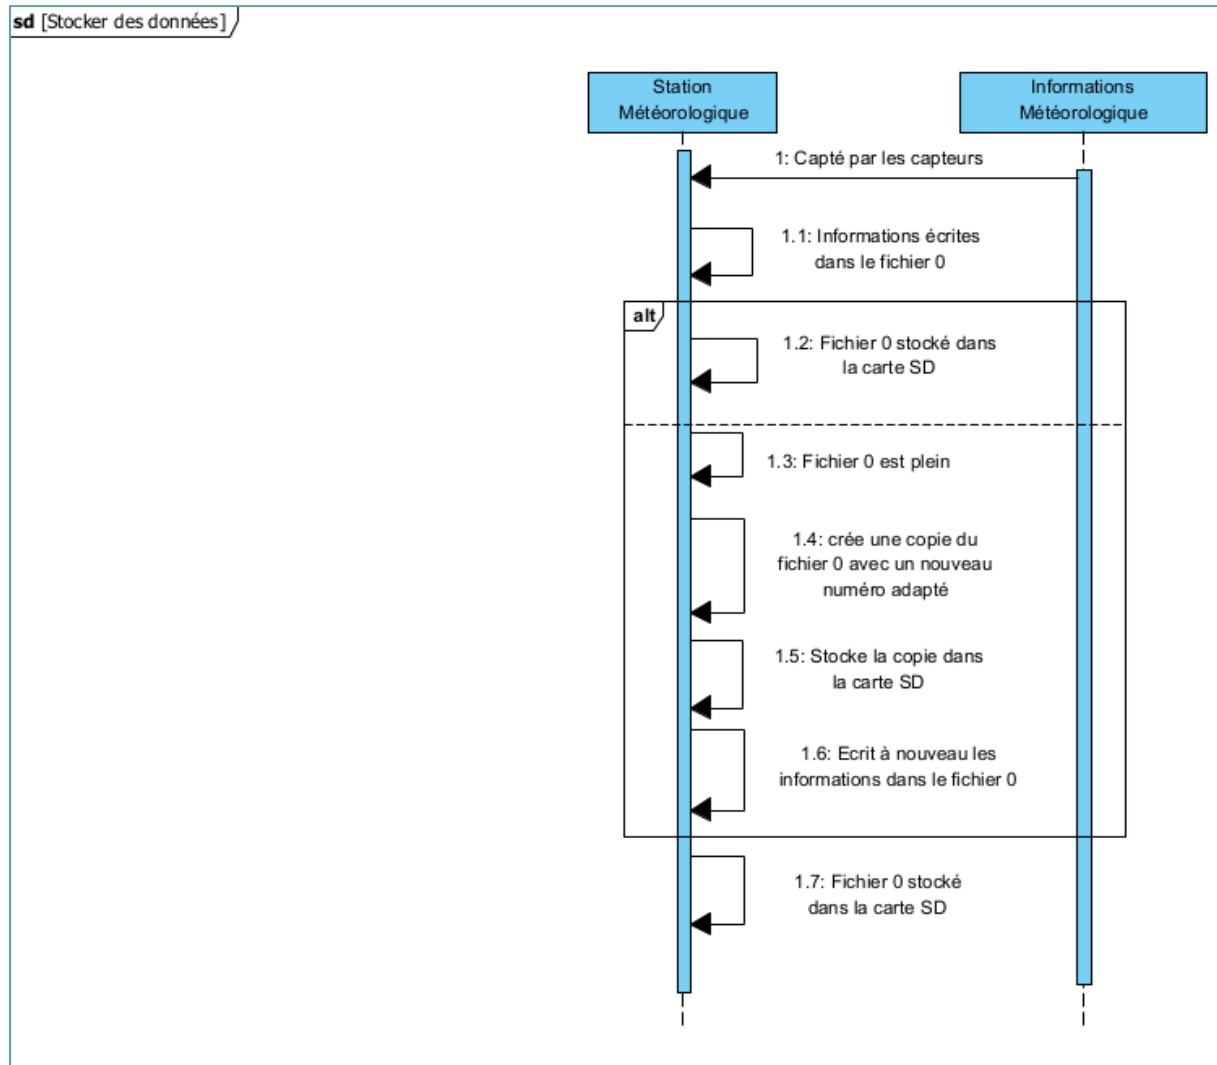 sd [Stocker des données]
Station
Météorologique
Informations
Météorologique
1: Capté par les capteurs
1.1: Informations écrites
dans le fichier 0
alt
1.2: Fichier 0 stocké dans
la carte SD
1.3: Fichier 0 est plein
1.4: crée une copie du
fichier 0 avec un nouveau
numéro adapté
1.5: Stocke la copie dans
la carte SD
1.6: Ecrit à nouveau les
informations dans le fichier 0
1.7: Fichier 0 stocké
dans la carte SD